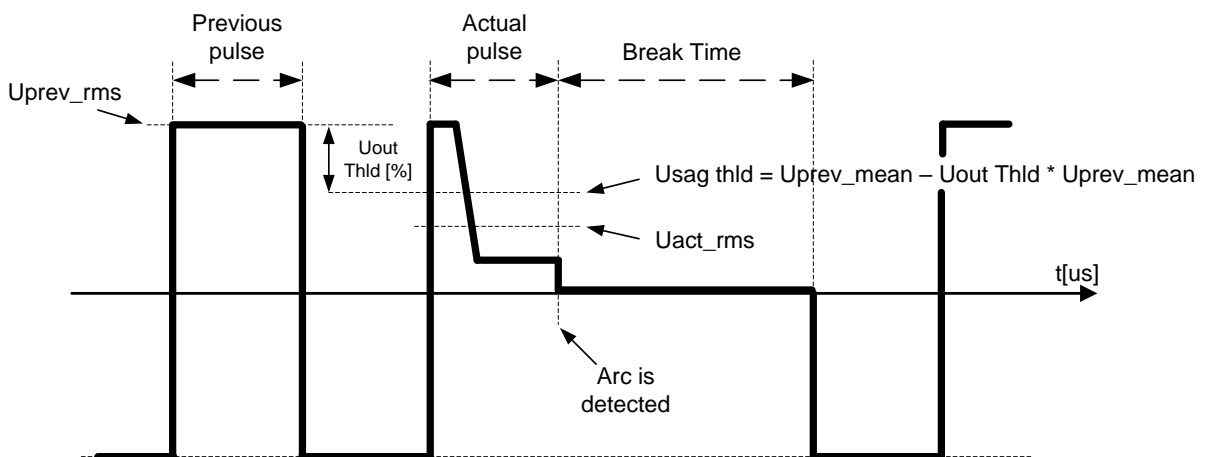 Previous
pulse
Actual
pulse
Break Time
Uprev_rms
Uout
Thld [%]
Usag thld = Uprev_mean – Uout Thld * Uprev_mean
Uact_rms
t[us]
Arc is
detected